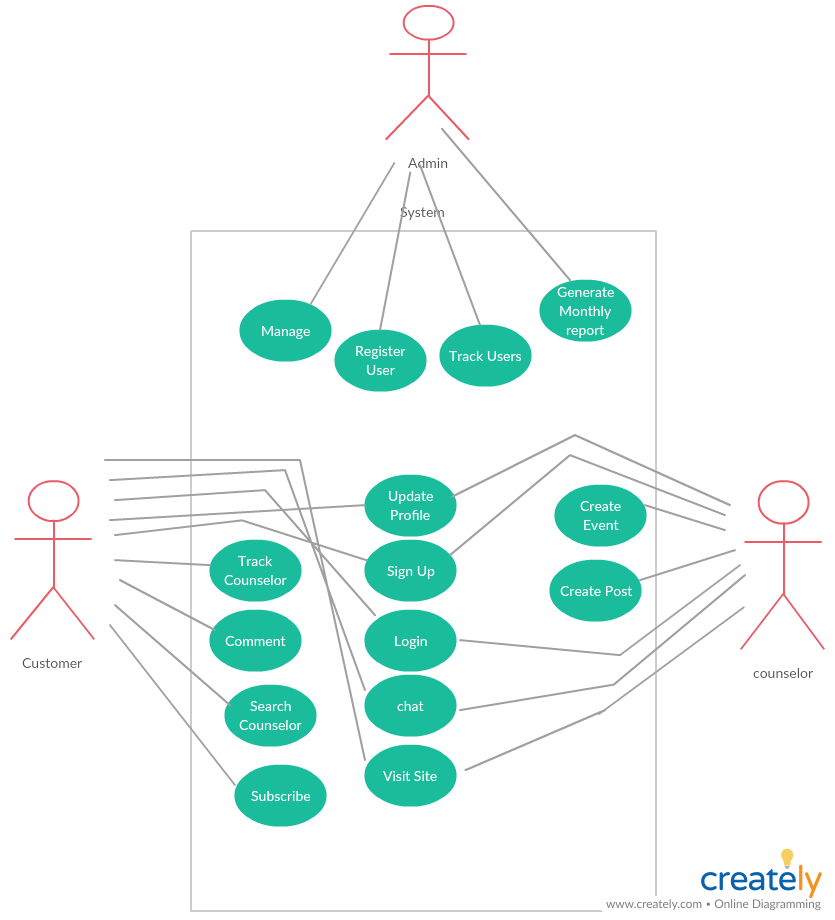 Admin
System
Generate
Monthly
report
Manage
Register
User
Track Users
Update
Profile
Create
Event
Track
Counselor
Sign Up
Create Post
Comment
Login
Customer
counselor
Search
Counselor
chat
Visit Site
Subscribe
creately
www.creately.com • Online Diagramming